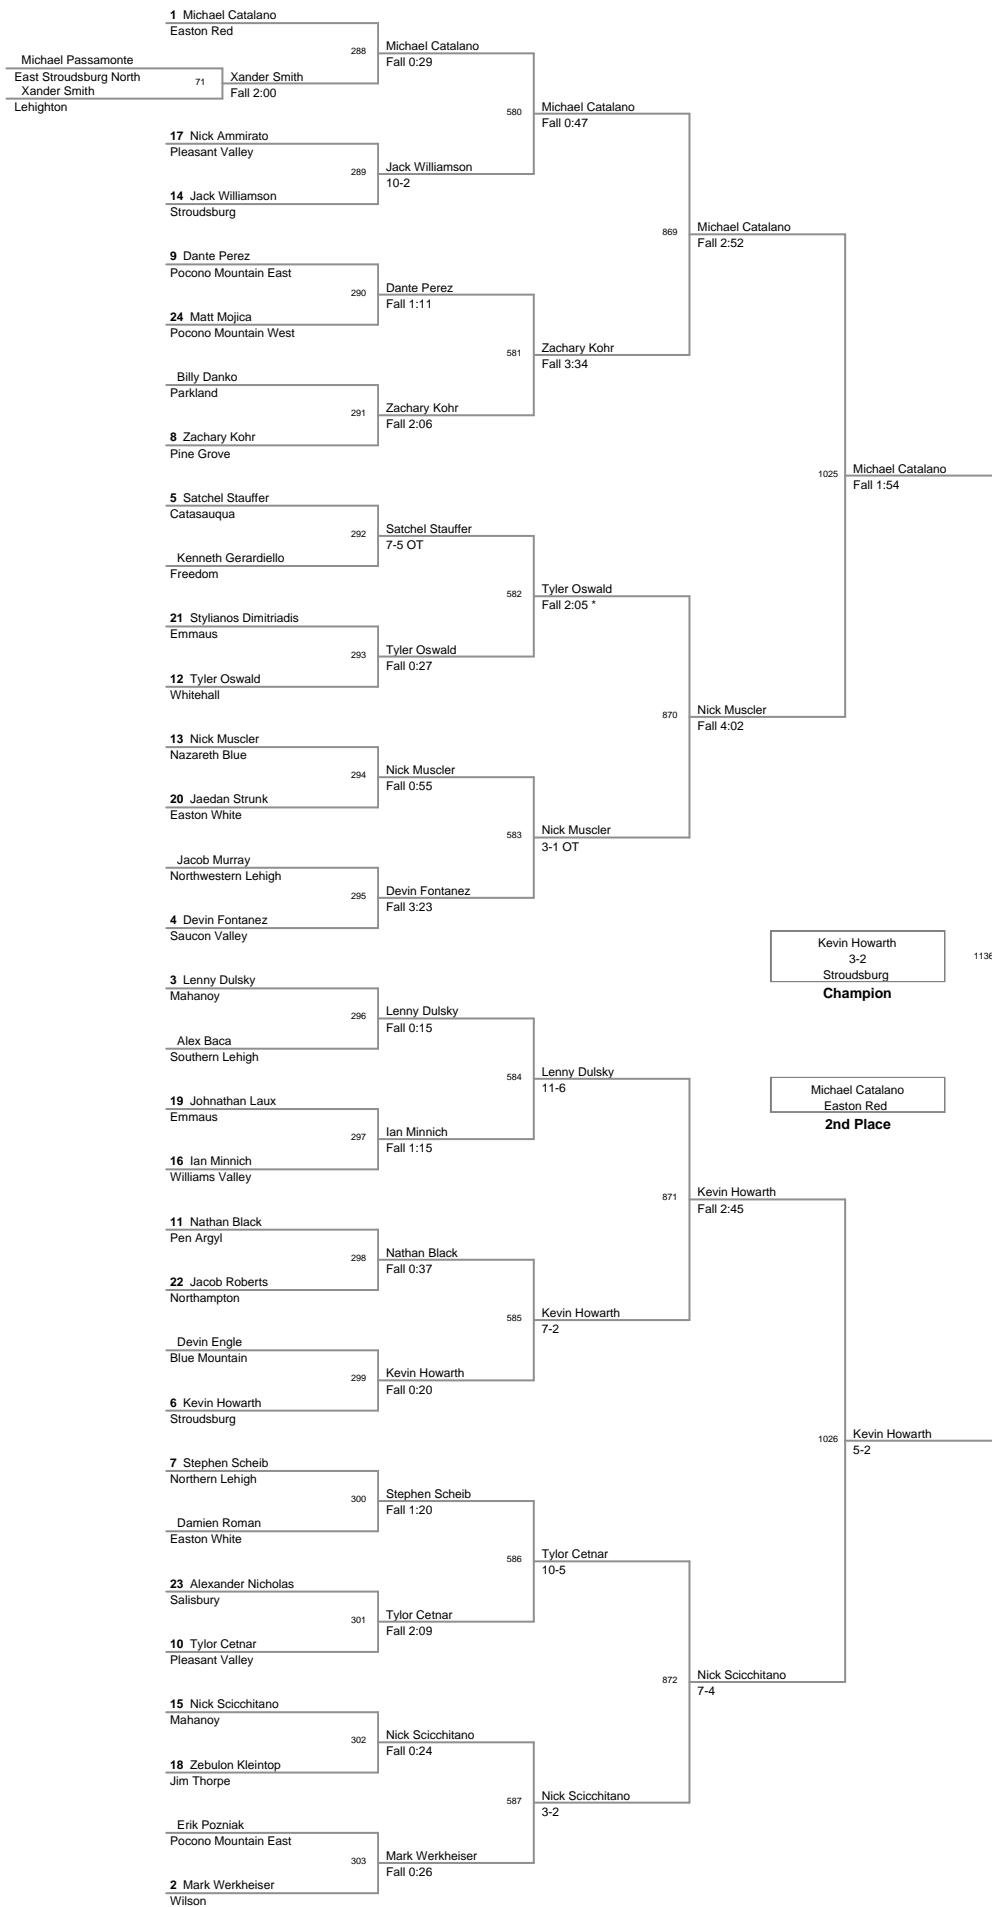 1 Michael Catalano
Easton Red
288
Michael Catalano
Fall 0:29
Michael Passamonte
East Stroudsburg North
71
Xander Smith
Fall 2:00
Xander Smith
Lehighton
580
Michael Catalano
Fall 0:47
17 Nick Ammirato
Pleasant Valley
289
Jack Williamson
10-2
14 Jack Williamson
Stroudsburg
869
Michael Catalano
Fall 2:52
9 Dante Perez
Pocono Mountain East
290
Dante Perez
Fall 1:11
24 Matt Mojica
Pocono Mountain West
581
Zachary Kohr
Fall 3:34
Billy Danko
Parkland
291
Zachary Kohr
Fall 2:06
8 Zachary Kohr
Pine Grove
1025
Michael Catalano
Fall 1:54
5 Satchel Stauffer
Catasauqua
292
Satchel Stauffer
7-5 OT
Kenneth Gerardiello
Freedom
582
Tyler Oswald
Fall 2:05 *
21 Stylianos Dimitriadis
Emmaus
293
Tyler Oswald
Fall 0:27
12 Tyler Oswald
Whitehall
870
Nick Muscler
Fall 4:02
13 Nick Muscler
Nazareth Blue
294
Nick Muscler
Fall 0:55
20 Jaedan Strunk
Easton White
583
Nick Muscler
3-1 OT
Jacob Murray
Northwestern Lehigh
295
Devin Fontanez
Fall 3:23
4 Devin Fontanez
Saucon Valley
Kevin Howarth
3-2
Stroudsburg
Champion
1136
3 Lenny Dulsky
Mahanoy
296
Lenny Dulsky
Fall 0:15
Alex Baca
Southern Lehigh
584
Lenny Dulsky
11-6
Michael Catalano
Easton Red
2nd Place
19 Johnathan Laux
Emmaus
297
Ian Minnich
Fall 1:15
16 Ian Minnich
Williams Valley
871
Kevin Howarth
Fall 2:45
11 Nathan Black
Pen Argyl
298
Nathan Black
Fall 0:37
22 Jacob Roberts
Northampton
585
Kevin Howarth
7-2
Devin Engle
Blue Mountain
299
Kevin Howarth
Fall 0:20
6 Kevin Howarth
Stroudsburg
1026
Kevin Howarth
5-2
7 Stephen Scheib
Northern Lehigh
300
Stephen Scheib
Fall 1:20
Damien Roman
Easton White
586
Tylor Cetnar
10-5
23 Alexander Nicholas
Salisbury
301
Tylor Cetnar
Fall 2:09
10 Tylor Cetnar
Pleasant Valley
872
Nick Scicchitano
7-4
15 Nick Scicchitano
Mahanoy
302
Nick Scicchitano
Fall 0:24
18 Zebulon Kleintop
Jim Thorpe
587
Nick Scicchitano
3-2
Erik Pozniak
Pocono Mountain East
303
Mark Werkheiser
Fall 0:26
2 Mark Werkheiser
Wilson